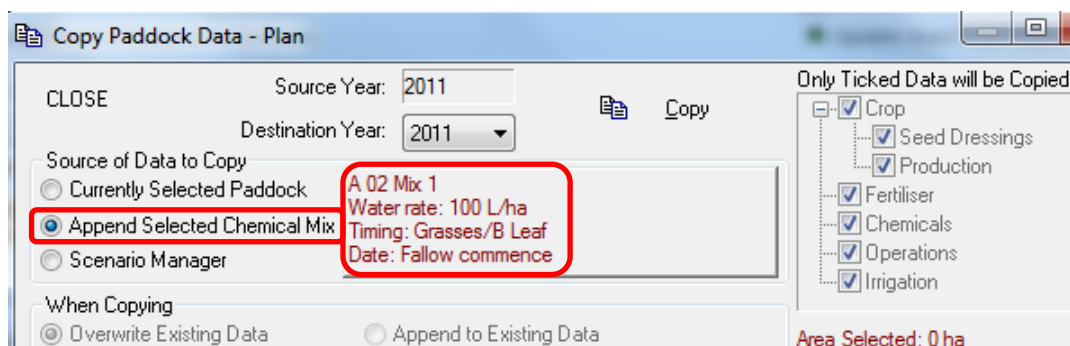 Copy Paddock Data - Plan
CLOSE
Source Year: 2011
Destination Year: 2011
Copy
Source of Data to Copy
Currently Selected Paddock
Append Selected Chemical Mix
Scenario Manager
A 02 Mix 1
Water rate: 100 L/ha
Timing: Grasses/B Leaf
Date: Fallow commence
When Copying
Overwrite Existing Data
Append to Existing Data
Only Ticked Data will be Copied
Crop
Seed Dressings
Production
Fertiliser
Chemicals
Operations
Irrigation
Area Selected: 0 ha